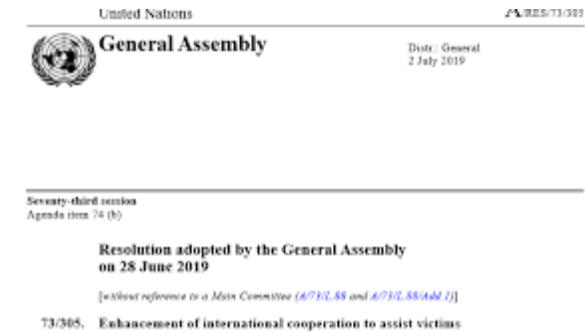 United Nations
A/RES/73/305
General Assembly
Distr.: General
2 July 2019
Seventy-third session
Agenda item 74 (b)
Resolution adopted by the General Assembly
on 28 June 2019
[without reference to a Main Committee (A/73/L.88 and A/73/L.88/Add.1)]
73/305. Enhancement of international cooperation to assist victims